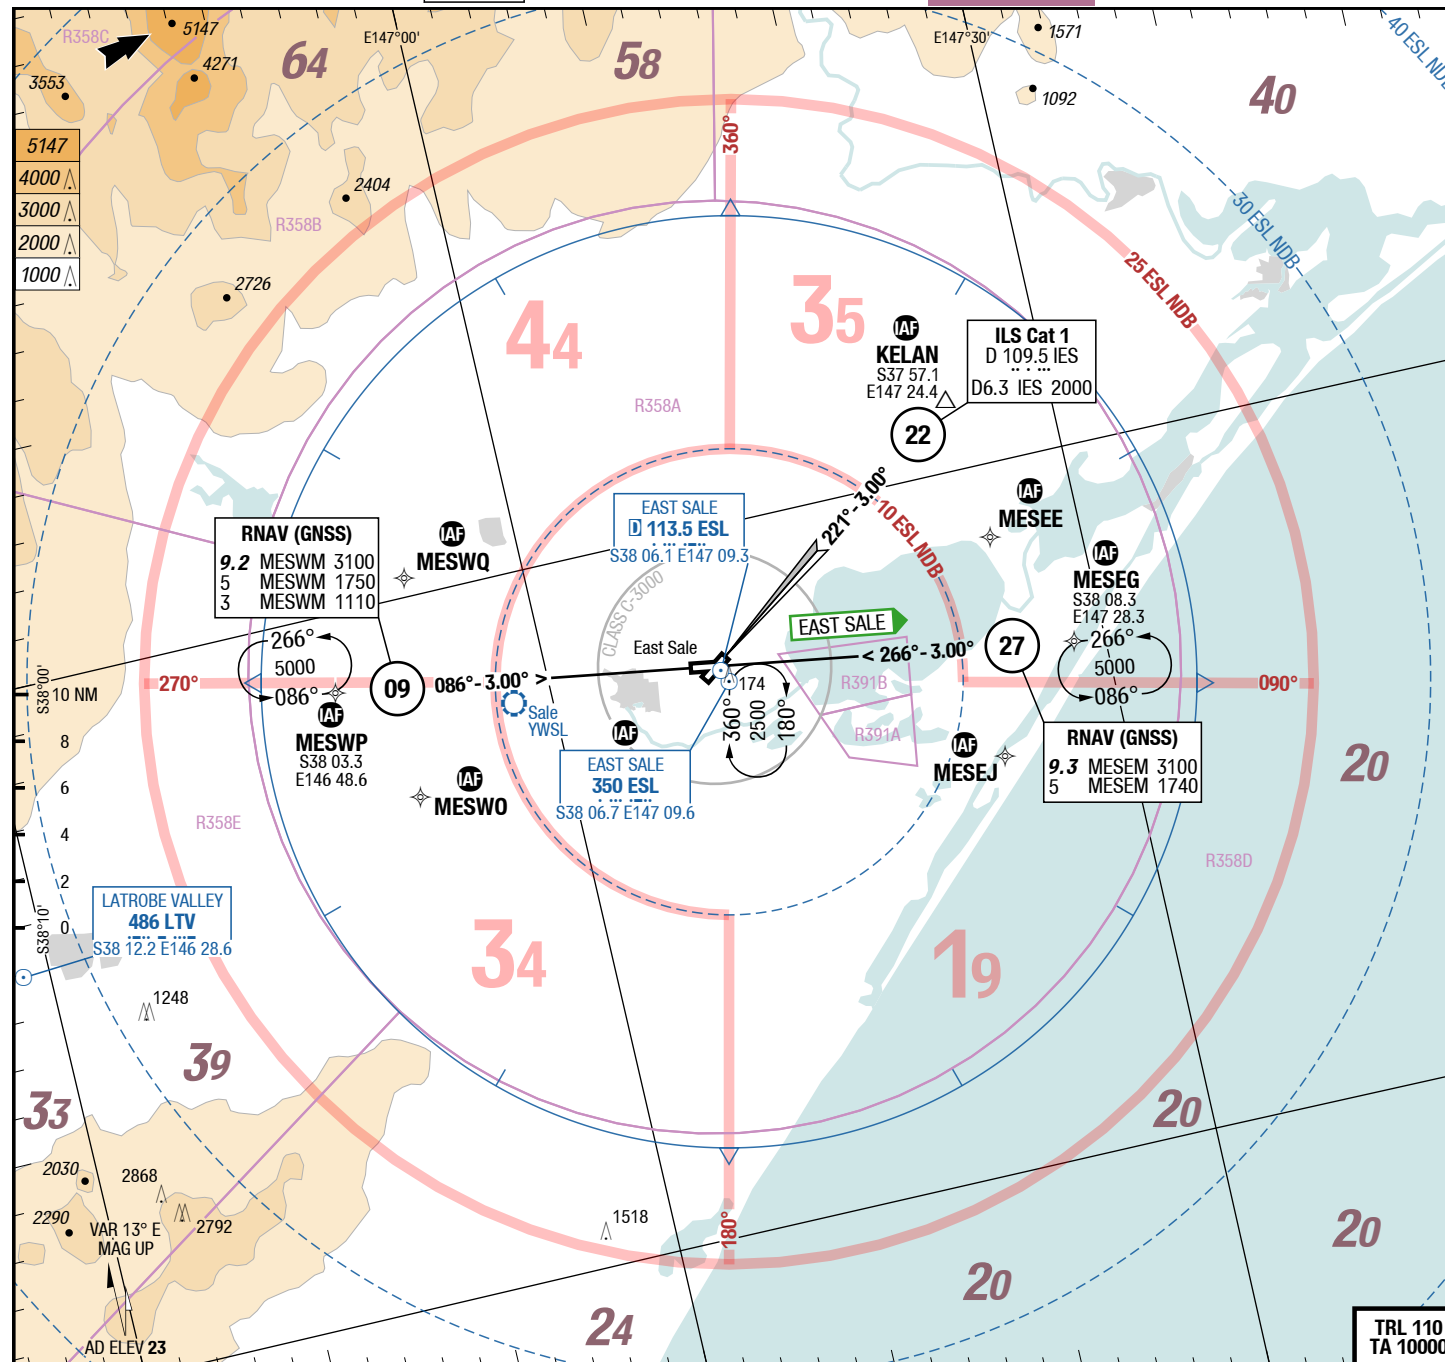 R358C
5147
E147°00'
64
58
E147°30'
1571
40 ESL ND
4271
3553
1092
40
5147
4000
3000
2000
1000
360°
2404
R358B
30 ESL NDB
25 ESL NDB
2726
44
35
IAF
KELAN
S37 57.1
E147 24.4
ILS Cat 1
D 109.5 IES
D6.3 IES 2000
R358A
22
221°-3.00°
10 ESL NDB
EAST SALE
D 113.5 ESL
S38 06.1 E147 09.3
IAF
MESEE
RNAV (GNSS)
9.2 MESWM 3100
5 MESWM 1750
3 MESWM 1110
IAF
MESWQ
IAF
MESEG
S38 08.3
E147 28.3
CLASS C-3000
EAST SALE
East Sale
266°
5000
086°
< 266°-3.00°
27
266°
5000
086°
S38°00'
10 NM
270°
09
086°-3.00° >
174
R391B
090°
IAF
MESWP
S38 03.3
E146 48.6
Sale
YWSL
IAF
360°
2500
180°
R391A
IAF
MESEJ
RNAV (GNSS)
9.3 MESEM 3100
5 MESEM 1740
8
6
4
2
0
IAF
MESWO
EAST SALE
350 ESL
S38 06.7 E147 09.6
20
R358E
R358D
S38°10'
LATROBE VALLEY
486 LTV
S38 12.2 E146 28.6
34
19
1248
39
33
20
2030
2868
2290
2792
1518
180°
20
VAR 13° E
MAG UP
20
24
AD ELEV 23
TRL 110
TA 10000